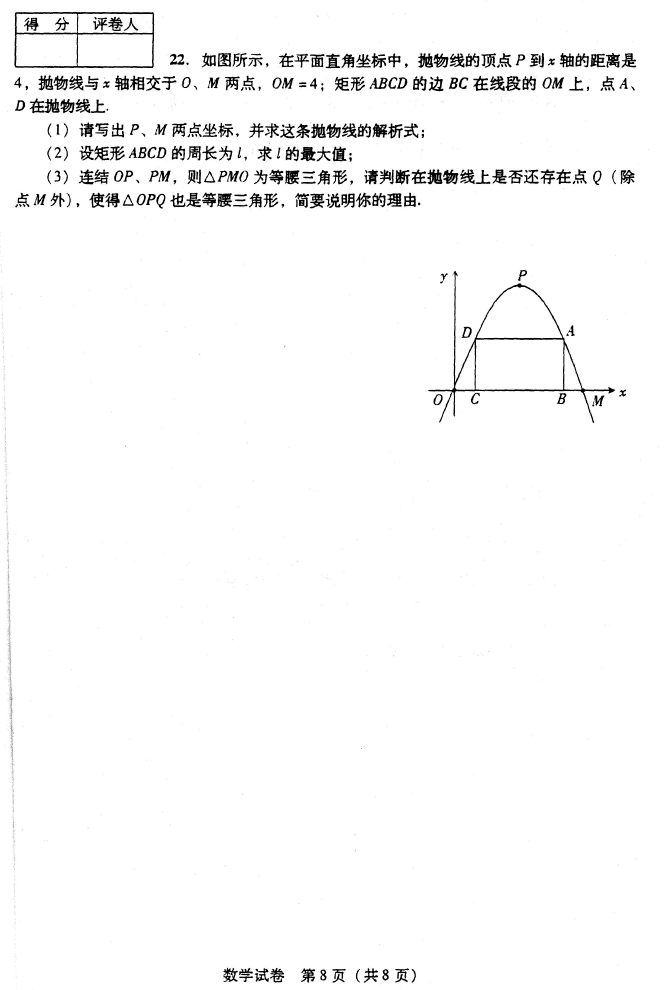 得 分 评卷人
22. 如图所示，在平面直角坐标中，抛物线的顶点 P 到 x 轴的距离是
4，抛物线与 x 轴相交于 O、M 两点，OM = 4；矩形 ABCD 的边 BC 在线段的 OM 上，点 A、
D 在抛物线上.
（1）请写出 P、M 两点坐标，并求这条抛物线的解析式；
（2）设矩形 ABCD 的周长为 l，求 l 的最大值；
（3）连结 OP、PM，则△PMO 为等腰三角形，请判断在抛物线上是否还存在点 Q（除
点 M 外），使得△OPQ 也是等腰三角形，简要说明你的理由.
y P
D A
O C B M x
数学试卷 第 8 页（共 8 页）